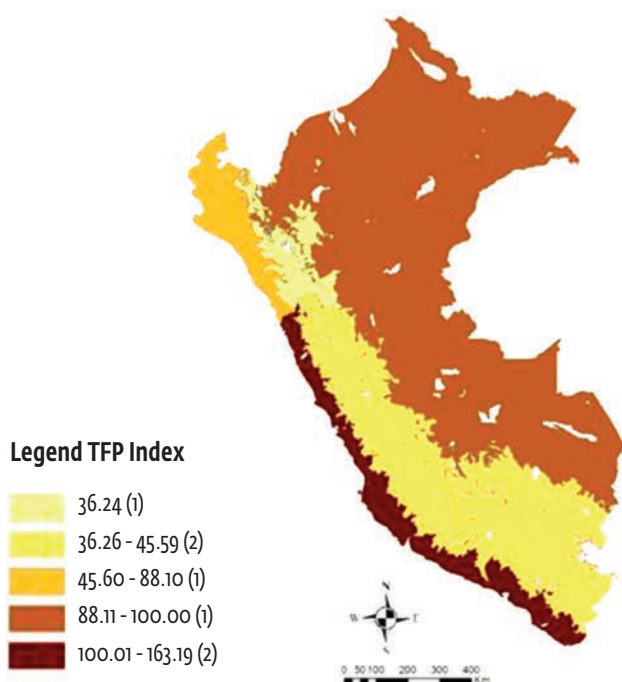 Legend TFP Index
36.24 (1)
36.26 - 45.59 (2)
45.60 - 88.10 (1)
88.11 - 100.00 (1)
100.01 - 163.19 (2)
N
W E
S
0 50 100 200 300 400
Km